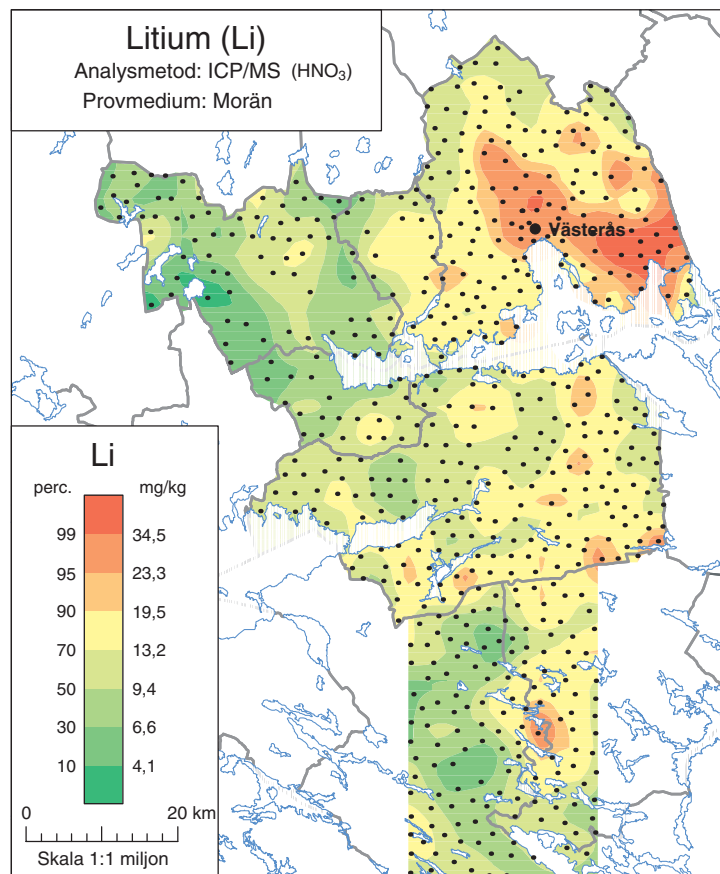 Litium (Li)
Analysmetod: ICP/MS (HNO₃)
Provmedium: Morän
Västerås
Li
perc. mg/kg
99 34,5
95 23,3
90 19,5
70 13,2
50 9,4
30 6,6
10 4,1
0 20 km
Skala 1:1 miljon